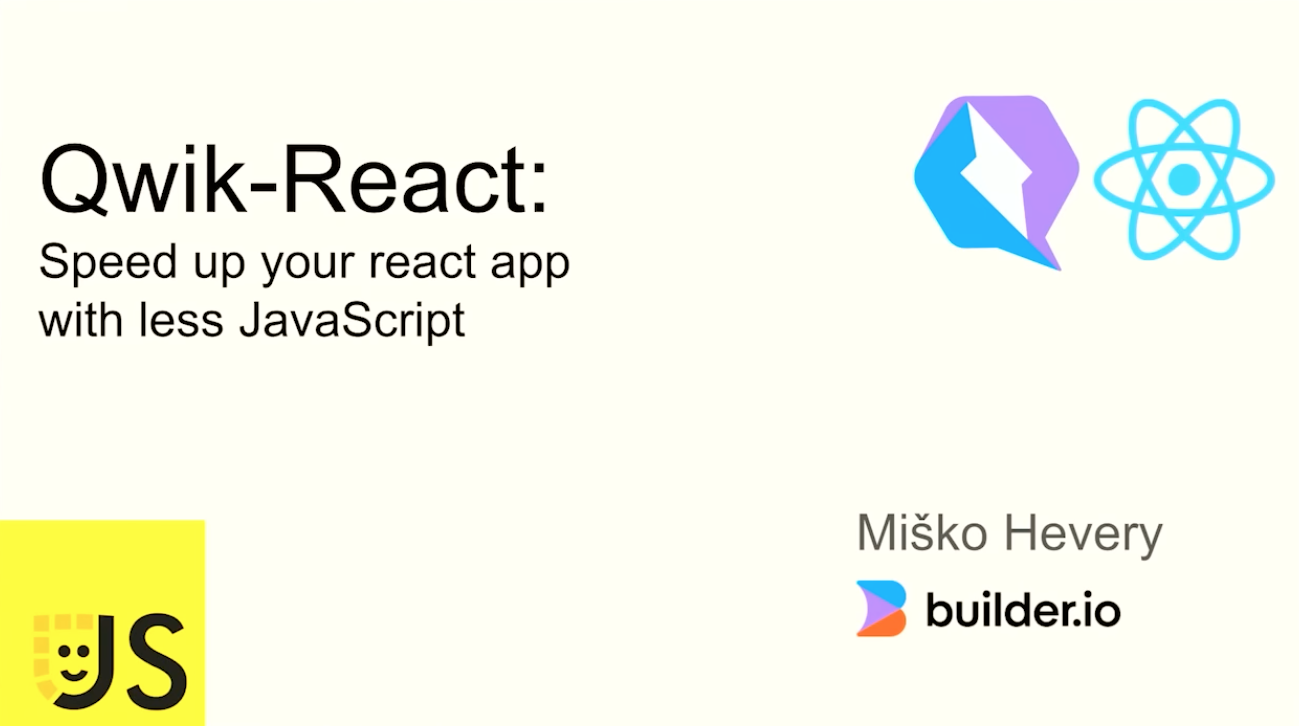 Qwik-React:
Speed up your react app
with less JavaScript
Miško Hevery
builder.io
JS